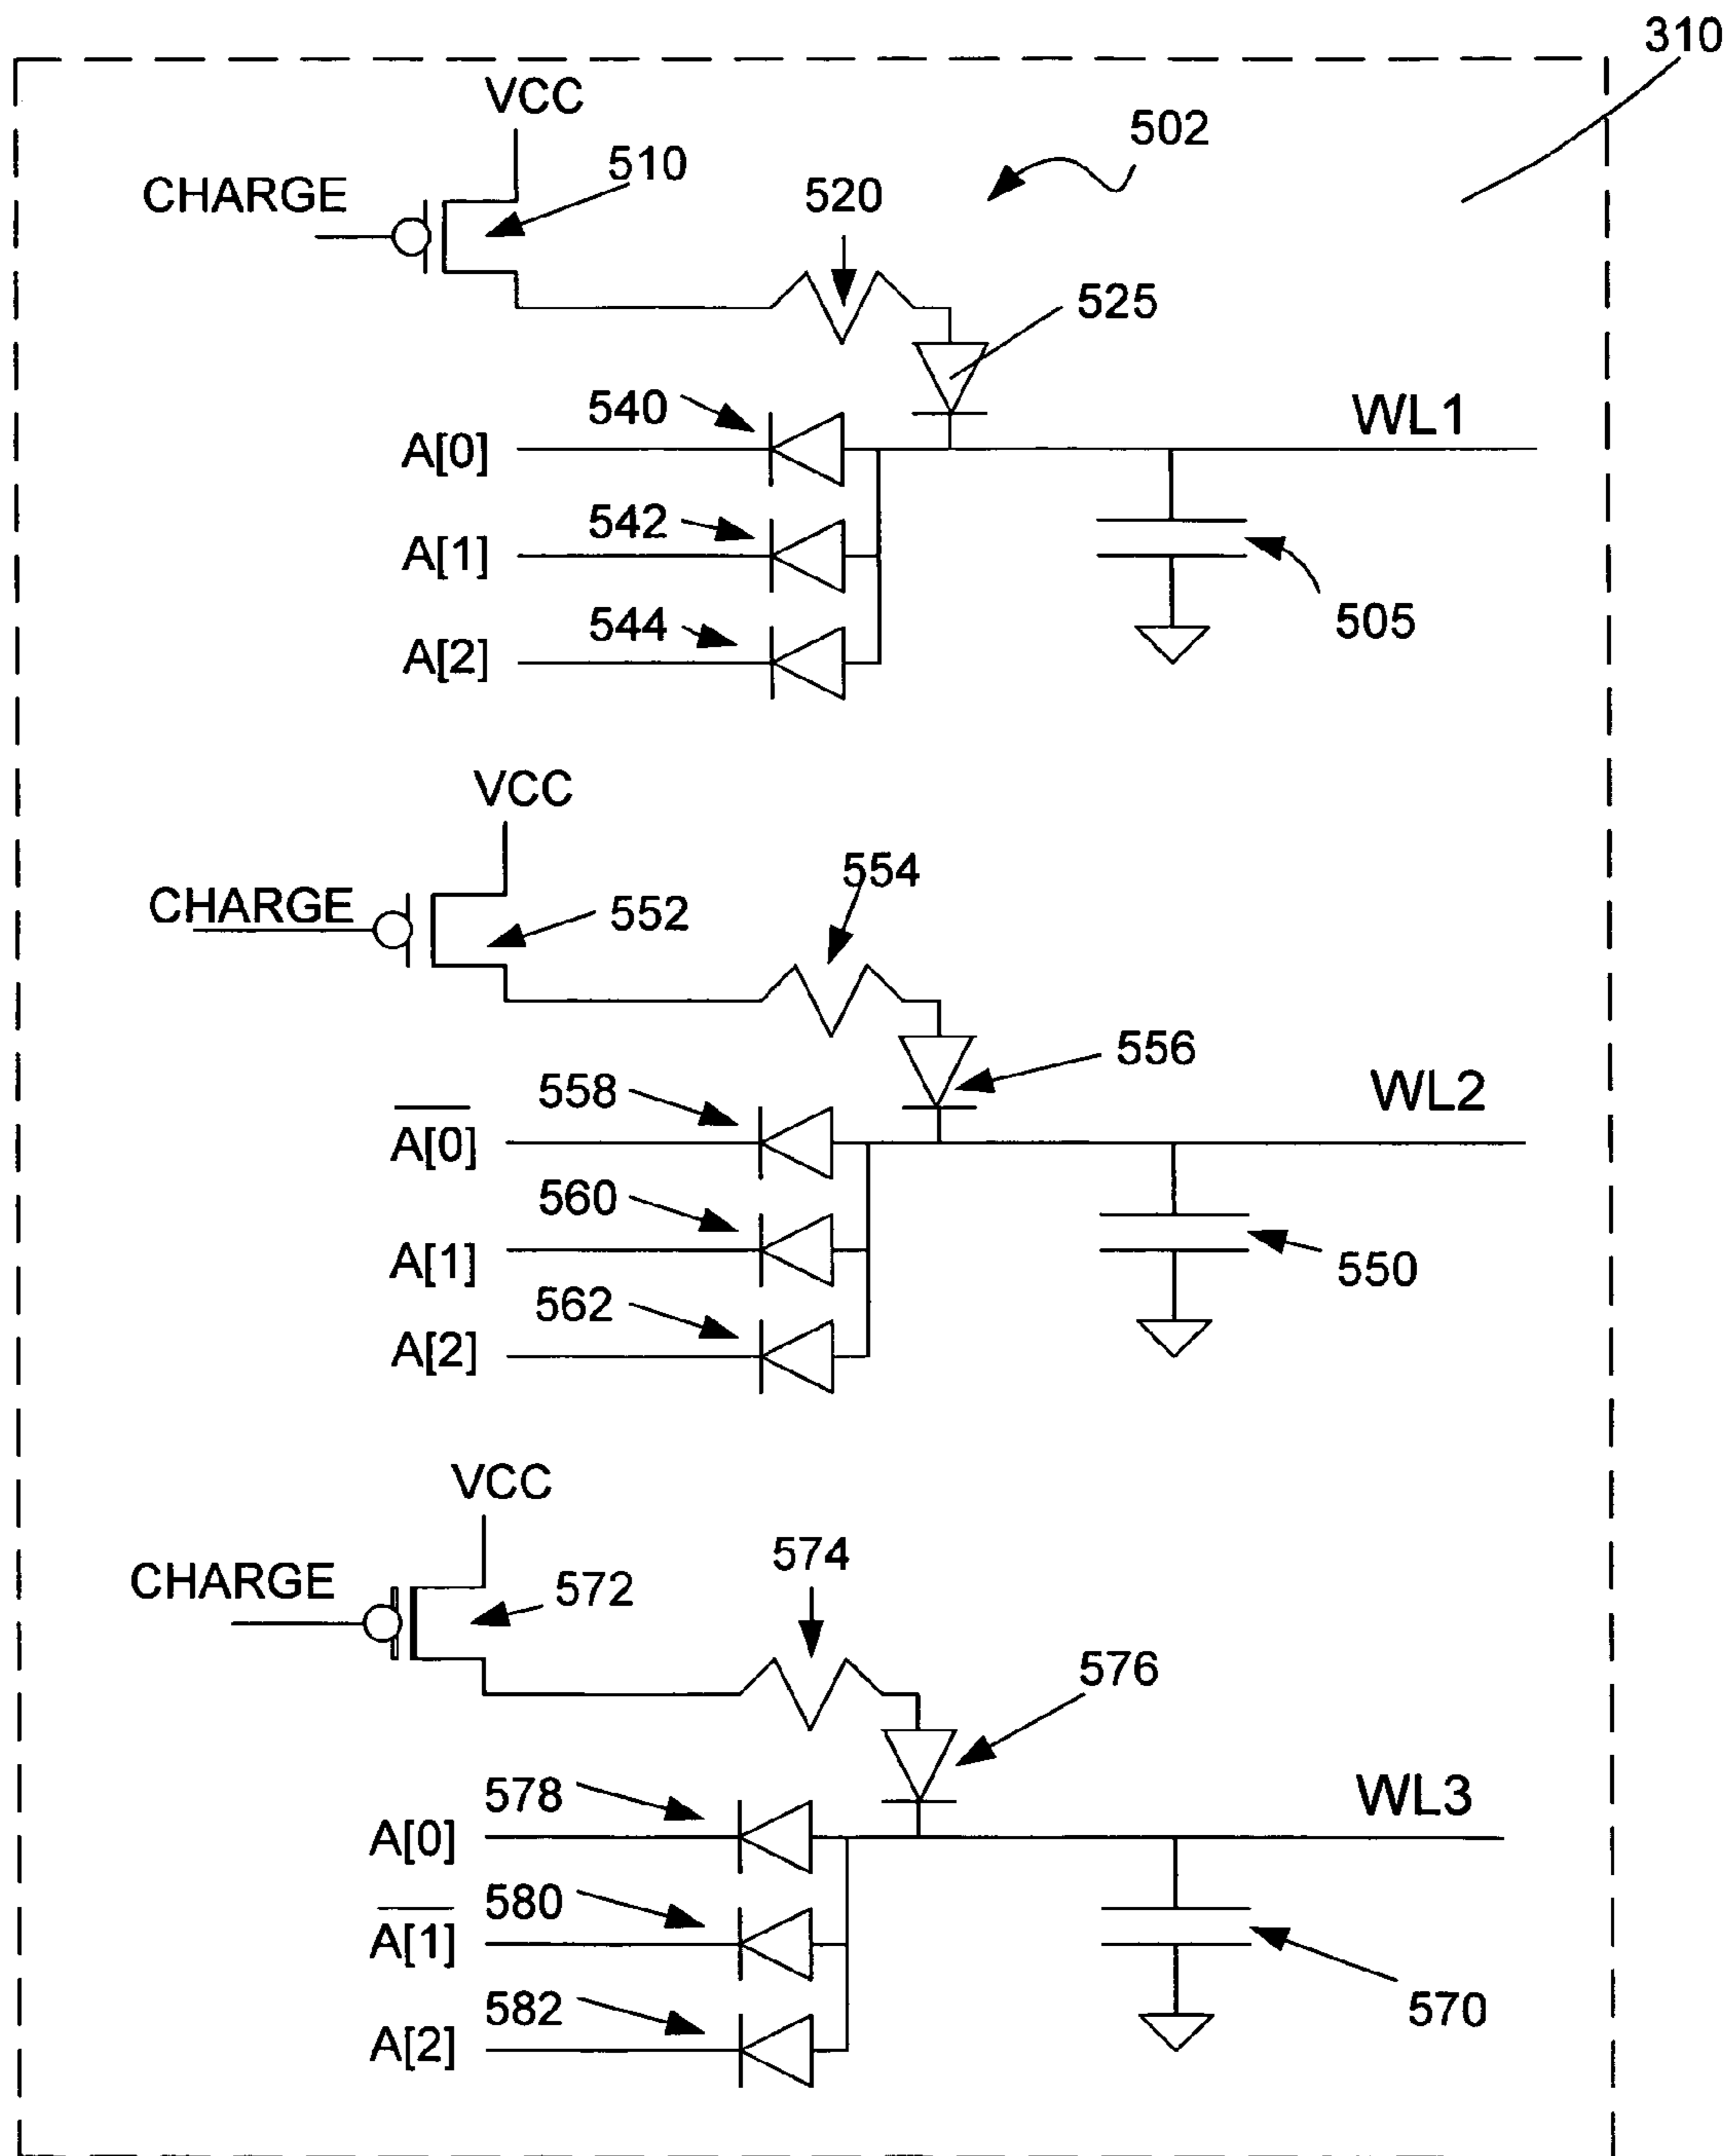 310
VCC
502
510
CHARGE
520
525
540
WL1
A[0]
542
A[1]
505
544
A[2]
VCC
554
CHARGE
552
556
558
WL2
A̅[̅0̅]̅
560
A[1]
550
562
A[2]
VCC
574
CHARGE
572
576
578
WL3
A[0]
580
A̅[̅1̅]̅
570
582
A[2]